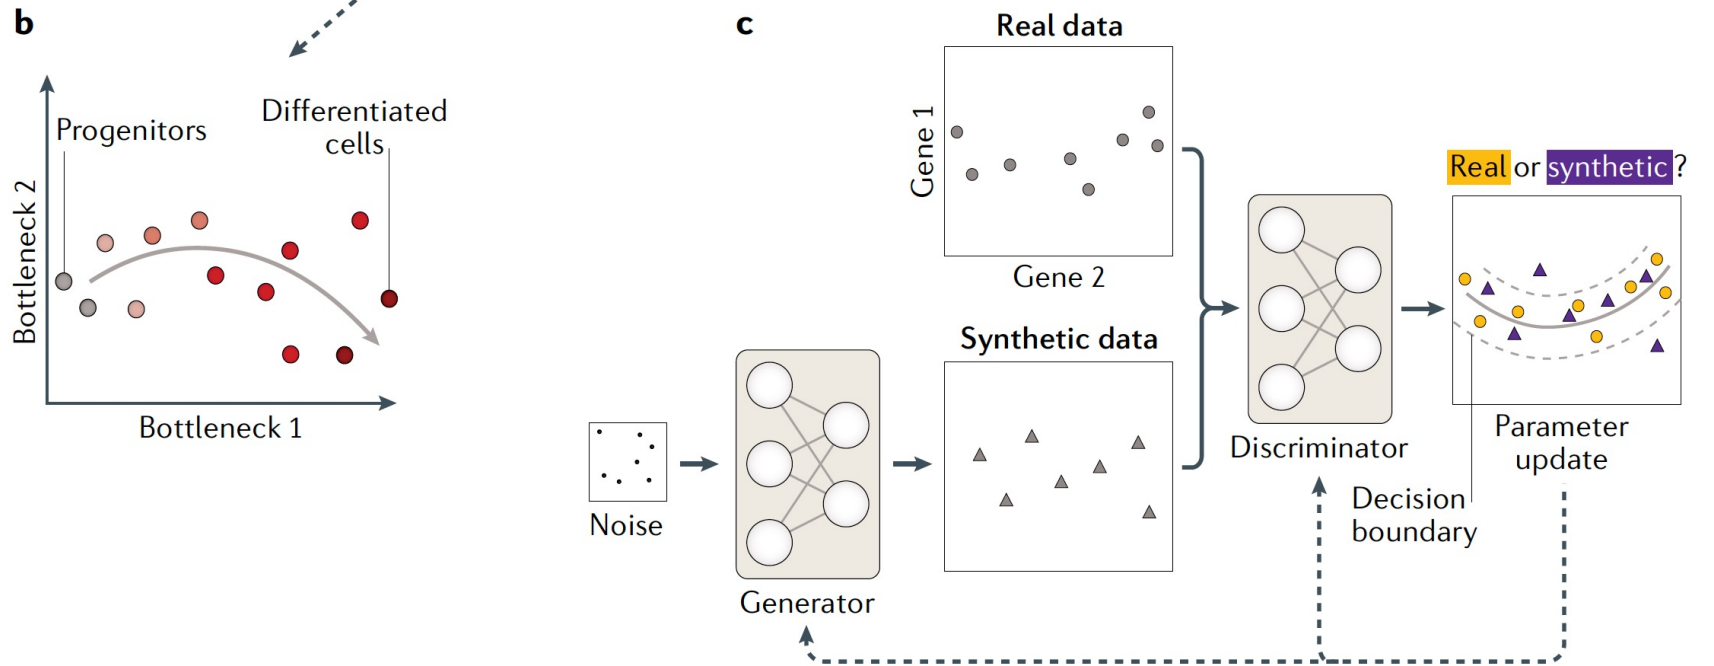 b
Progenitors
Differentiated
cells
Bottleneck 2
Bottleneck 1
c
Real data
Gene 1
Gene 2
Synthetic data
Noise
Generator
Discriminator
Real or synthetic?
Parameter
update
Decision
boundary